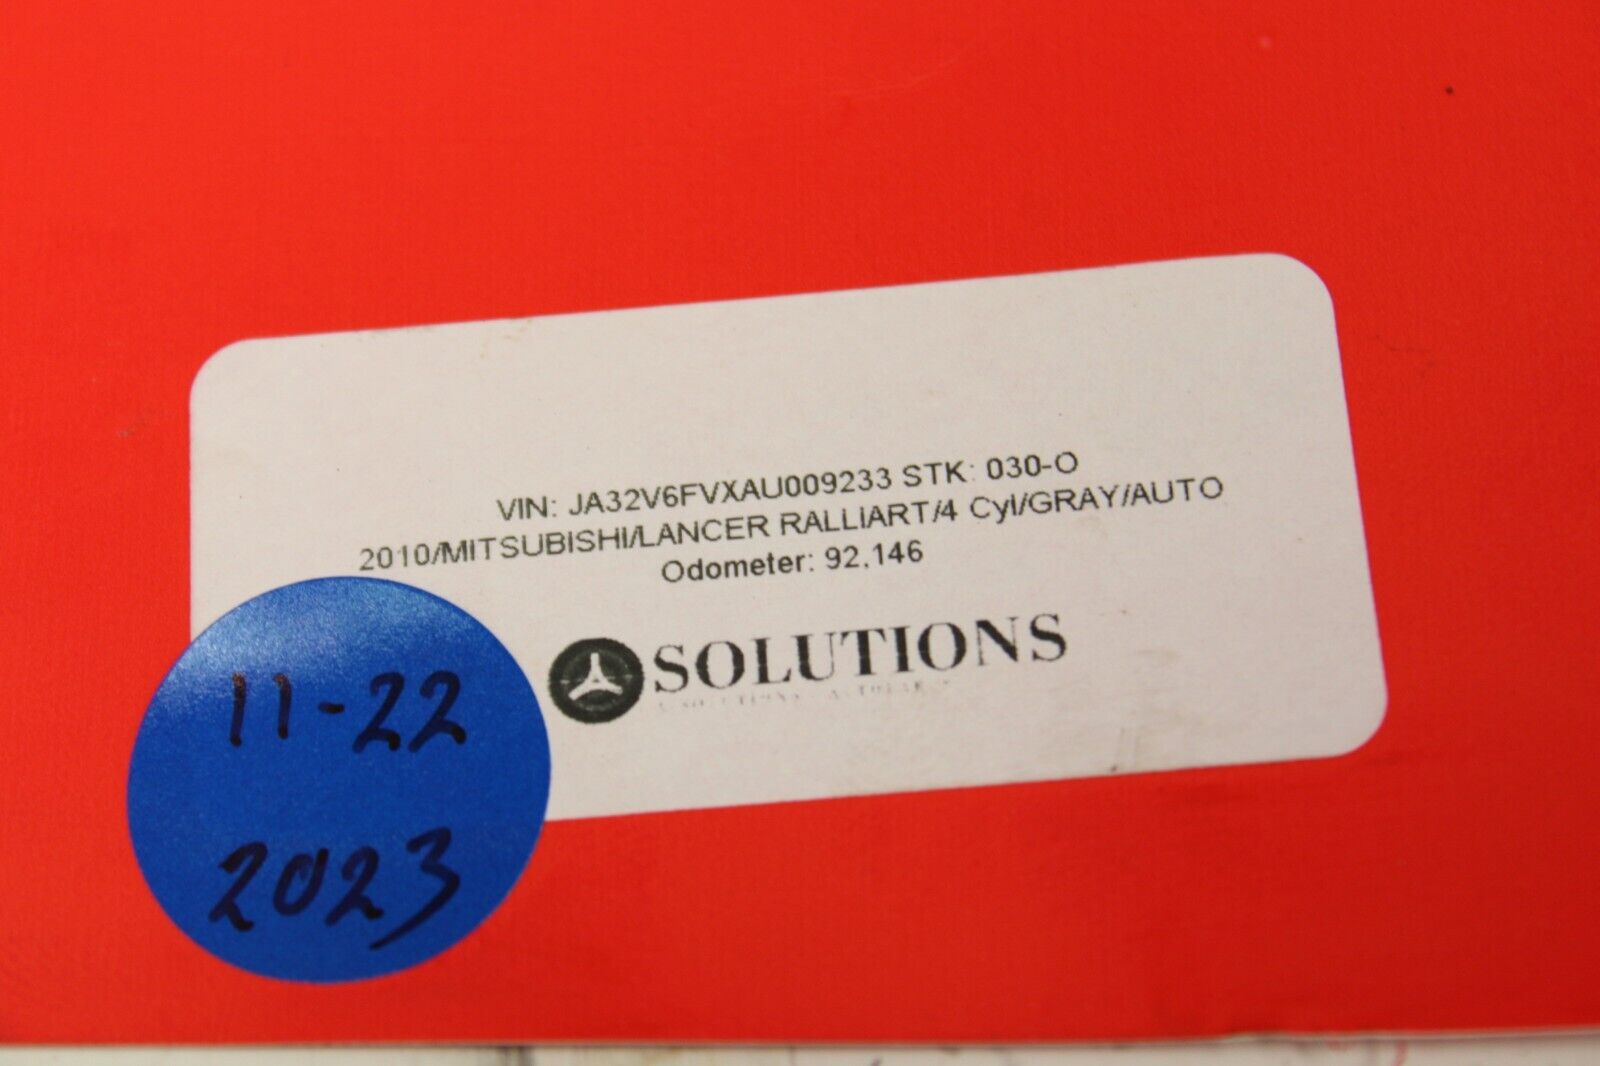 VIN: JA32V6FVXAU009233 STK: 030-O
2010/MITSUBISHI/LANCER RALLIART/4 Cyl/GRAY/AUTO
Odometer: 92,146
SOLUTIONS
11-22
2023